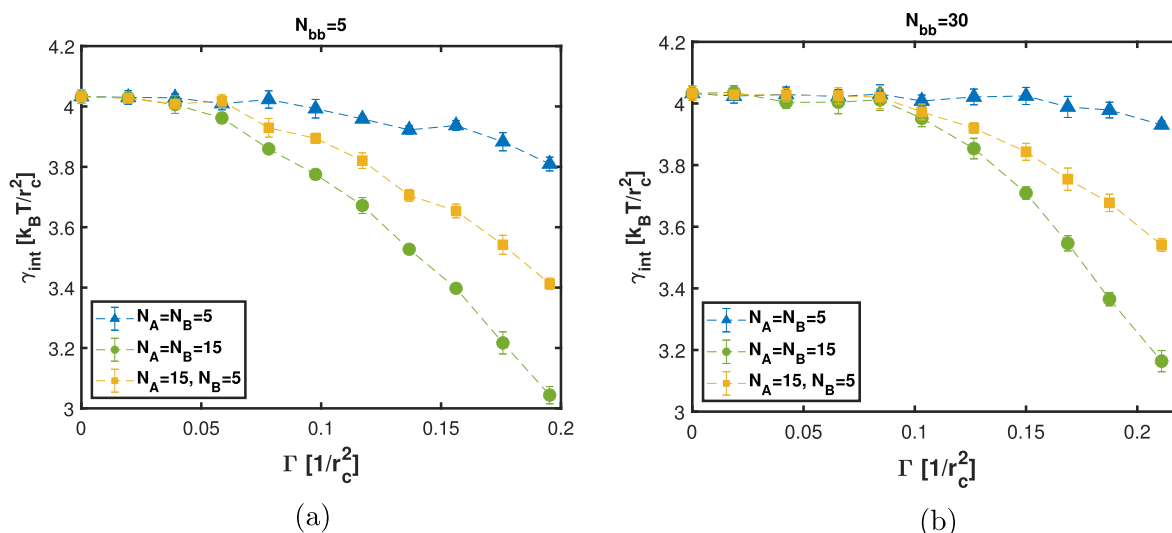 N_bb=5
4.2
4
3.8
3.6
3.4
3.2
3
γ_int [k_B T/r_c^2]
N_A=N_B=5
N_A=N_B=15
N_A=15, N_B=5
0
0.05
0.1
0.15
0.2
Γ [1/r_c^2]
(a)
N_bb=30
4.2
4
3.8
3.6
3.4
3.2
3
γ_int [k_B T/r_c^2]
N_A=N_B=5
N_A=N_B=15
N_A=15, N_B=5
0
0.05
0.1
0.15
0.2
Γ [1/r_c^2]
(b)